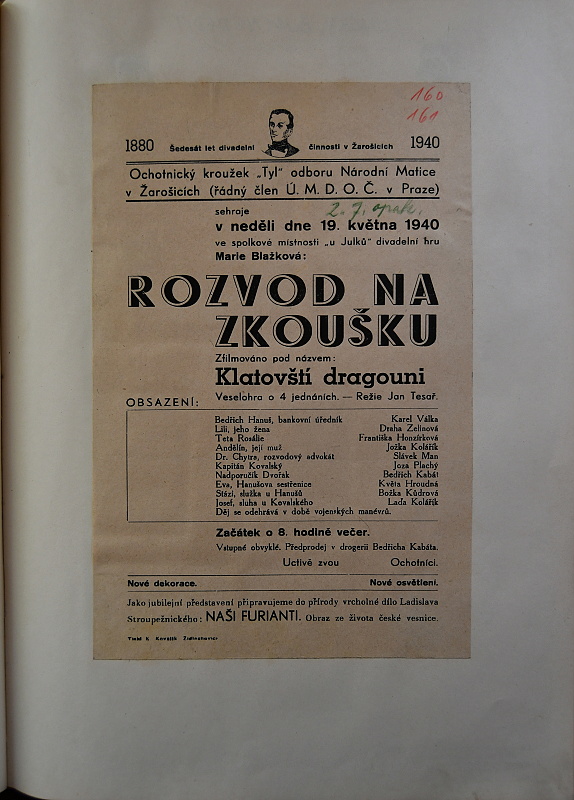 160
161
1880 Šedesát let divadelní činnosti v Žarošicích 1940
Ochotnický kroužek „Tyl“ odboru Národní Matice
v Žarošicích (řádný člen Ú. M. D. O. Č. v Praze)
sehraje
v neděli dne 19. května 1940
ve spolkové místnosti „u Julků“ divadelní hru
Marie Blažková:
ROZVOD NA
ZKOUŠKU
Zfilmováno pod názvem:
Klatovští dragouni
Veselohra o 4 jednáních. — Režie Jan Tesař.
OBSAZENÍ:
Bedřich Hanuš, bankovní úředník Karel Válka
Lili, jeho žena Draha Zelinová
Teta Rosálie Františka Honzírková
Andělín, její muž Jožka Kolářík
Dr. Chytra, rozvodový advokát Slávek Man
Kapitán Kovalský Joza Plachý
Nadporučík Dvořak Bedřich Kabát
Eva, Hanušova sestřenice Květa Hroudná
Stázi, služka u Hanušů Božka Kůdrová
Josef, sluha u Kovalského Laďa Kolářík
Děj se odehrává v době vojenských manévrů.
Začátek o 8. hodině večer.
Vstupné obvyklé. Předprodej v drogerii Bedřicha Kabáta.
Uctivě zvou Ochotníci.
Nové dekorace. Nové osvětlení.
Jako jubilejní představení připravujeme do přírody vrcholné dílo Ladislava
Stroupežnického: NAŠI FURIANTI. Obraz ze života české vesnice.